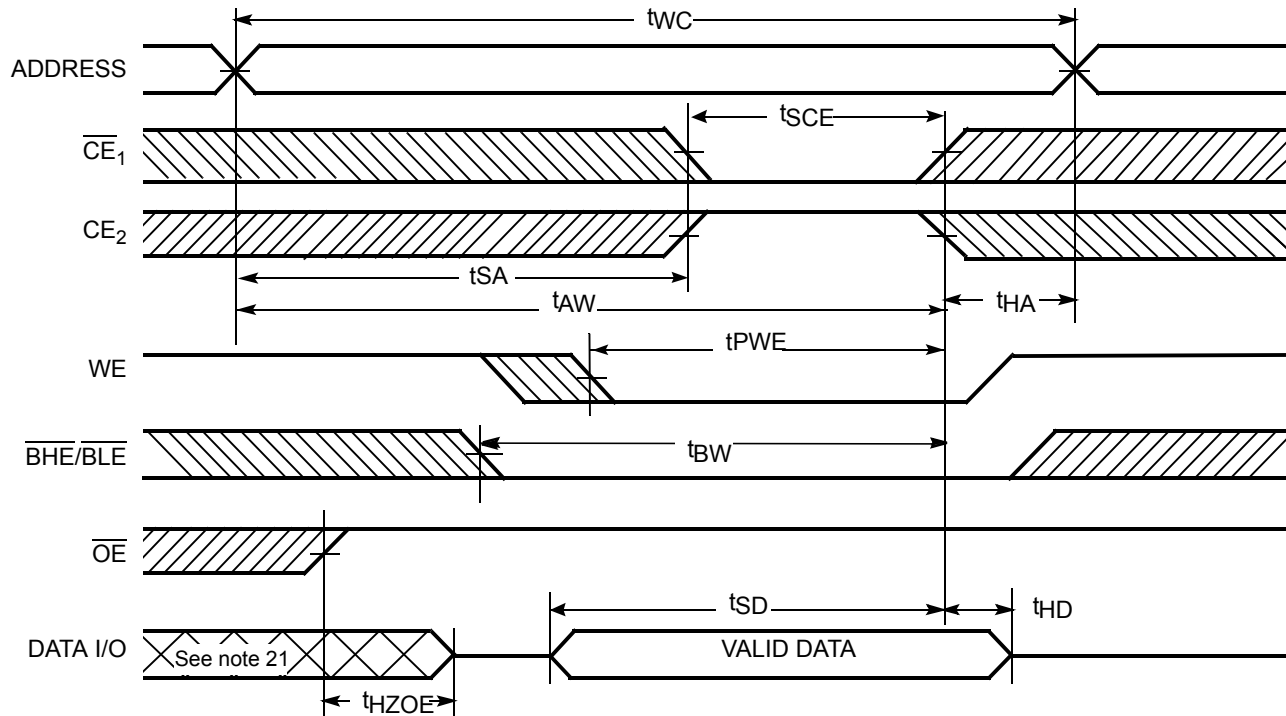 tWC
ADDRESS
tSCE
CE1
CE2
tSA
tAW
tHA
tPWE
WE
BHE/BLE
tBW
OE
tSD
tHD
DATA I/O
See note 21
VALID DATA
tHZOE